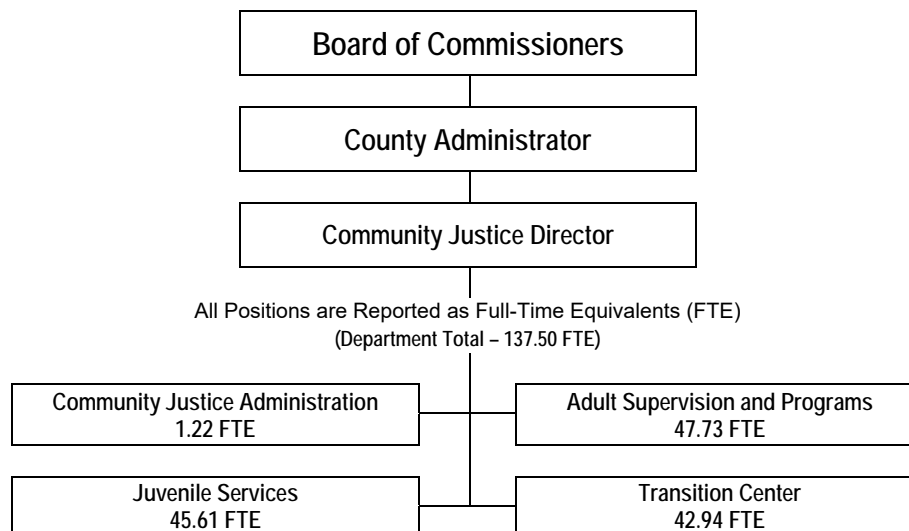 Board of Commissioners
County Administrator
Community Justice Director
All Positions are Reported as Full-Time Equivalents (FTE)
(Department Total – 137.50 FTE)
Community Justice Administration
1.22 FTE
Adult Supervision and Programs
47.73 FTE
Juvenile Services
45.61 FTE
Transition Center
42.94 FTE